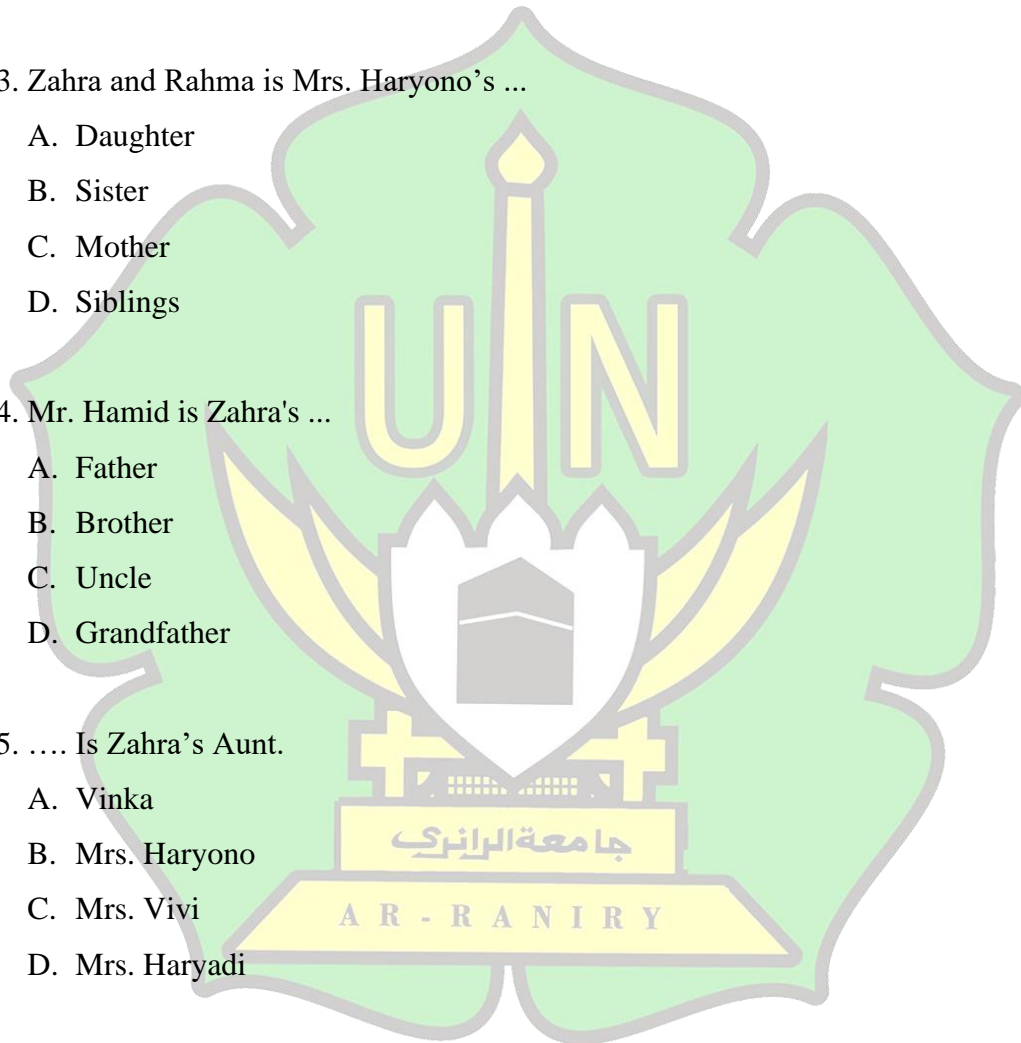 3. Zahra and Rahma is Mrs. Haryono’s ...
A. Daughter
B. Sister
C. Mother
D. Siblings
4. Mr. Hamid is Zahra's ...
A. Father
B. Brother
C. Uncle
D. Grandfather
5. …. Is Zahra’s Aunt.
A. Vinka
B. Mrs. Haryono
C. Mrs. Vivi
D. Mrs. Haryadi
UIN
جامعة الرانري
AR-RANIRY